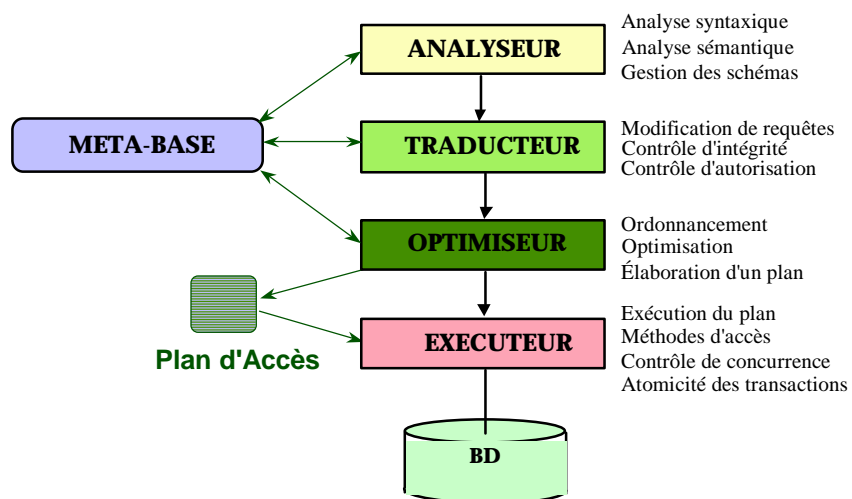 Analyse syntaxique
ANALYSEUR
Analyse sémantique
Gestion des schémas
META-BASE
TRADUCTEUR
Modification de requêtes
Contrôle d'intégrité
Contrôle d'autorisation
OPTIMISEUR
Ordonnancement
Optimisation
Élaboration d'un plan
Plan d'Accès
EXECUTEUR
Exécution du plan
Méthodes d'accès
Contrôle de concurrence
Atomicité des transactions
BD